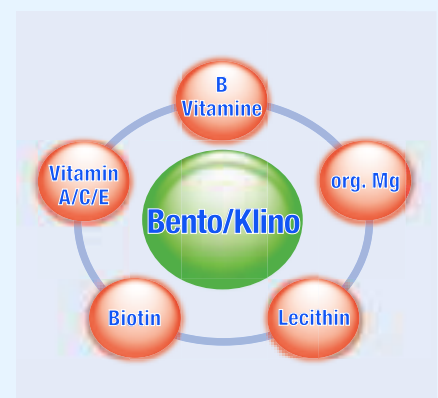 B
Vitamine
Vitamin
A/C/E
org. Mg
Bento/Klino
Biotin
Lecithin